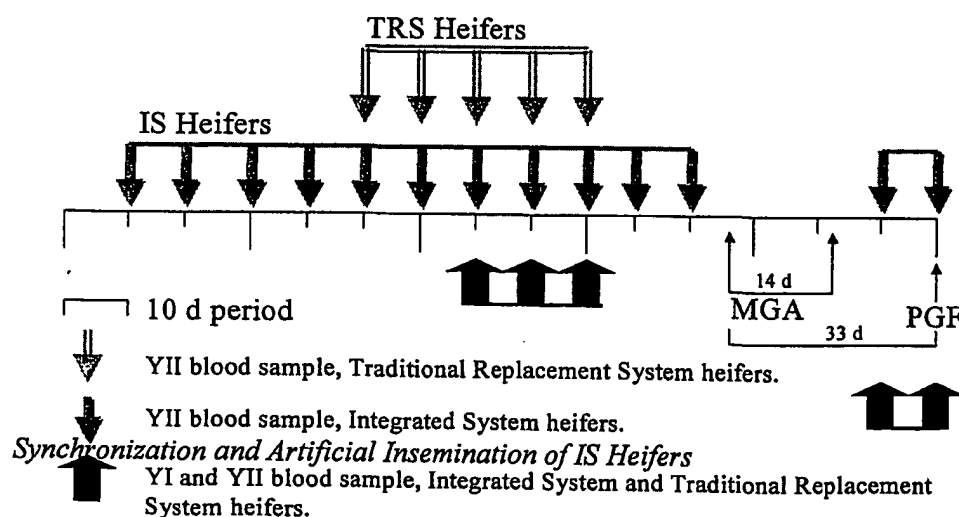 TRS Heifers
IS Heifers
14 d
10 d period
MGA
PGF
33 d
YII blood sample, Traditional Replacement System heifers.
YII blood sample, Integrated System heifers.
Synchronization and Artificial Insemination of IS Heifers
YI and YII blood sample, Integrated System and Traditional Replacement
System heifers.